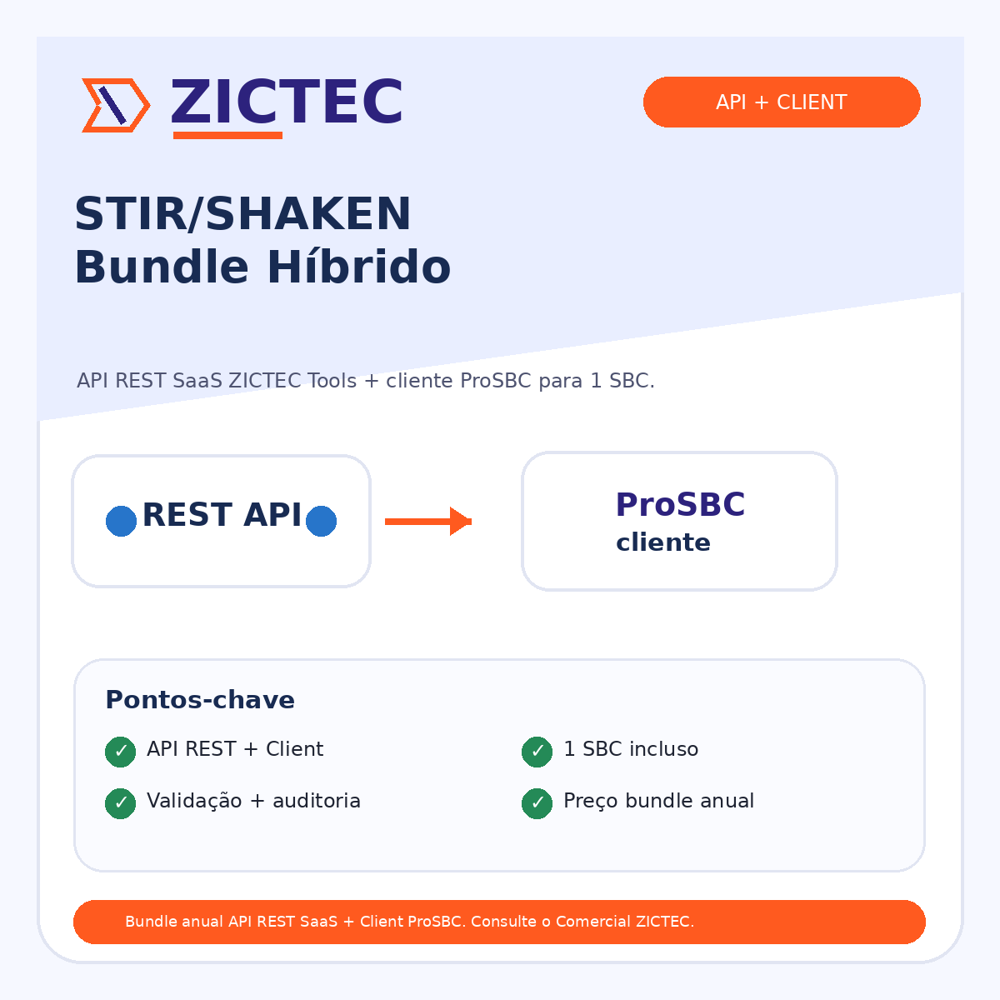 ZICTEC
API + CLIENT
STIR/SHAKEN
Bundle Híbrido
API REST SaaS ZICTEC Tools + cliente ProSBC para 1 SBC.
REST API
ProSBC
cliente
Pontos-chave
✓ API REST + Client
✓ 1 SBC incluso
✓ Validação + auditoria
✓ Preço bundle anual
Bundle anual API REST SaaS + Client ProSBC. Consulte o Comercial ZICTEC.